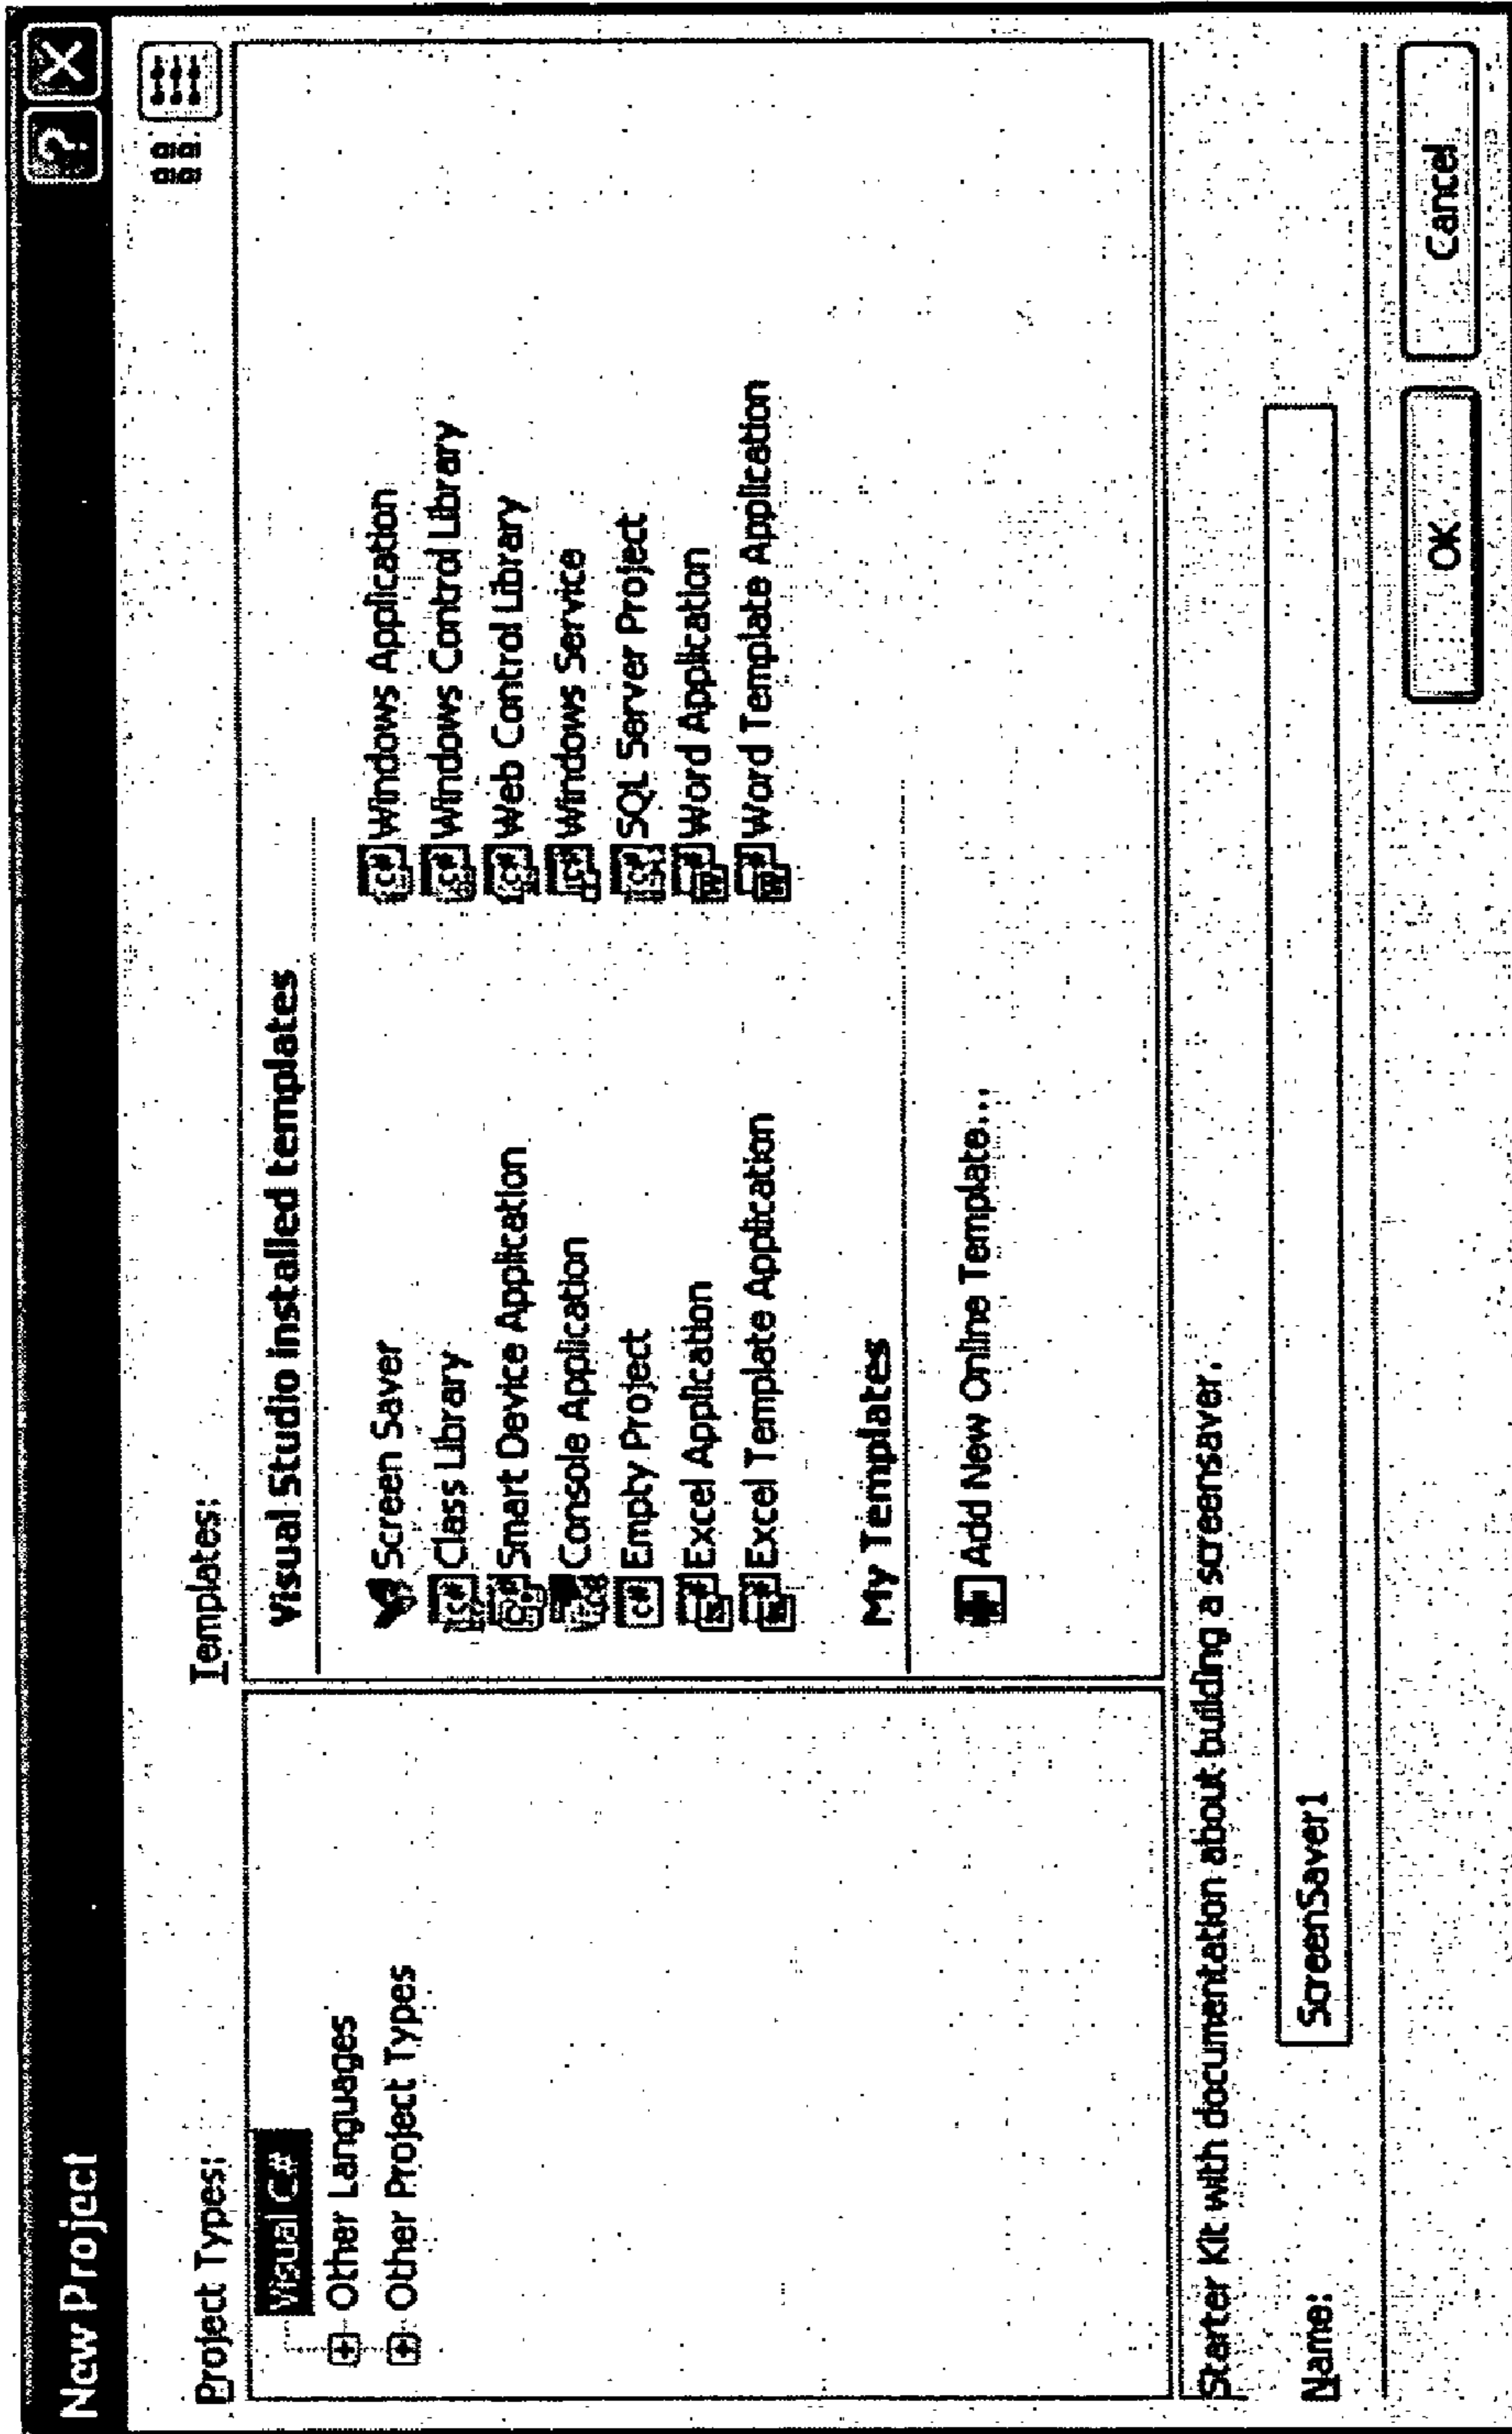 New Project
Project Types:
Templates:
Visual C#
Other Languages
Other Project Types
Visual Studio installed templates
Screen Saver
Class Library
Smart Device Application
Console Application
Empty Project
Excel Application
Excel Template Application
Windows Application
Windows Control Library
Web Control Library
Windows Service
SQL Server Project
Word Application
Word Template Application
My Templates
Add New Online Template...
Starter Kit with documentation about building a screensaver.
Name:
ScreenSaver1
OK
Cancel